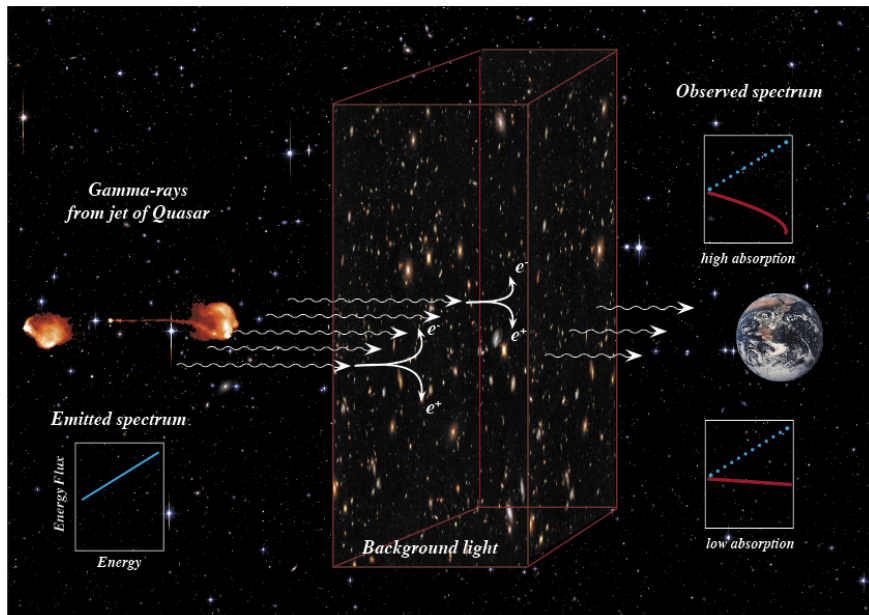 Observed spectrum
Gamma-rays
from jet of Quasar
high absorption
e-
e+
e-
e+
Emitted spectrum
Energy Flux
Energy
Background light
low absorption